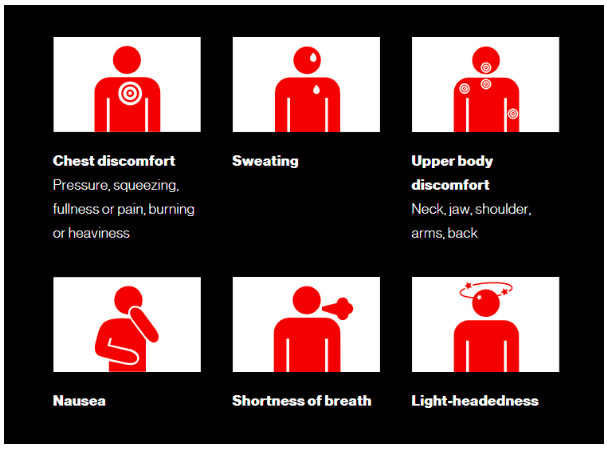 Chest discomfort
Pressure, squeezing,
fullness or pain, burning
or heaviness
Sweating
Upper body
discomfort
Neck, jaw, shoulder,
arms, back
Nausea
Shortness of breath
Light-headedness